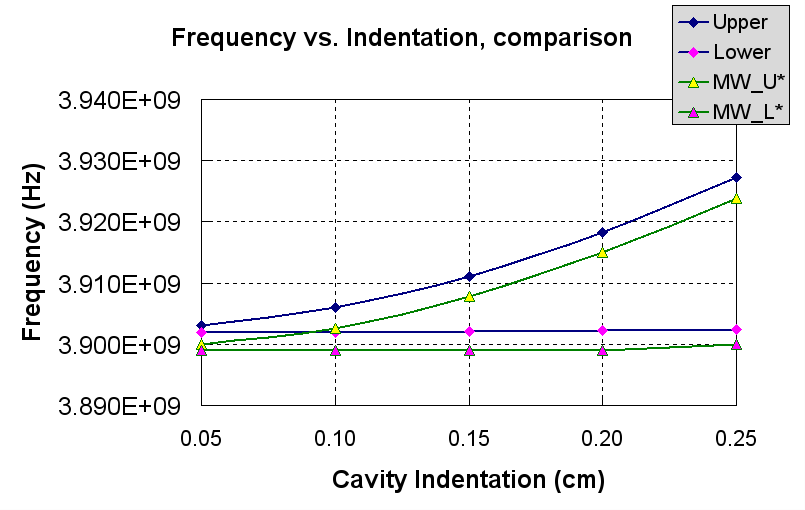 Frequency vs. Indentation, comparison
Upper
Lower
MW_U*
MW_L*
3.940E+09
3.930E+09
3.920E+09
3.910E+09
3.900E+09
3.890E+09
Frequency (Hz)
0.05 0.10 0.15 0.20 0.25
Cavity Indentation (cm)